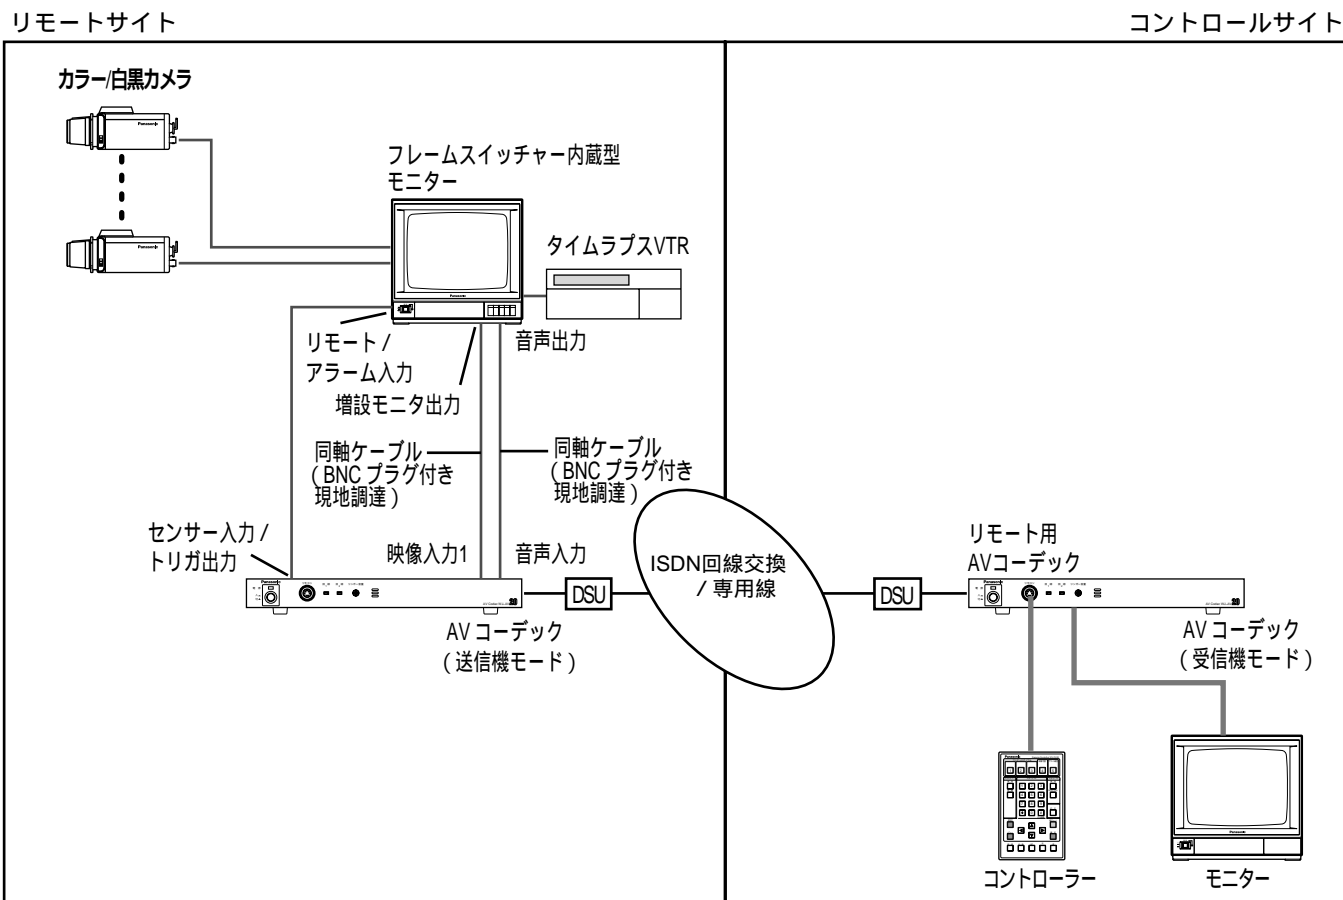 リモートサイト
コントロールサイト
カラー/白黒カメラ
Panasonic
Panasonic
フレームスイッチャー内蔵型
モニター
タイムラプスVTR
Panasonic
リモート /
アラーム入力
音声出力
増設モニタ出力
同軸ケーブル
( BNC プラグ付き
現地調達 )
同軸ケーブル
( BNC プラグ付き
現地調達 )
センサー入力 /
トリガ出力
映像入力1
音声入力
ISDN回線交換
/ 専用線
リモート用
AVコーデック
Panasonic
DSU
DSU
Panasonic
AV コーデック
( 送信機モード )
AV コーデック
( 受信機モード )
Panasonic
Panasonic
コントローラー
モニター